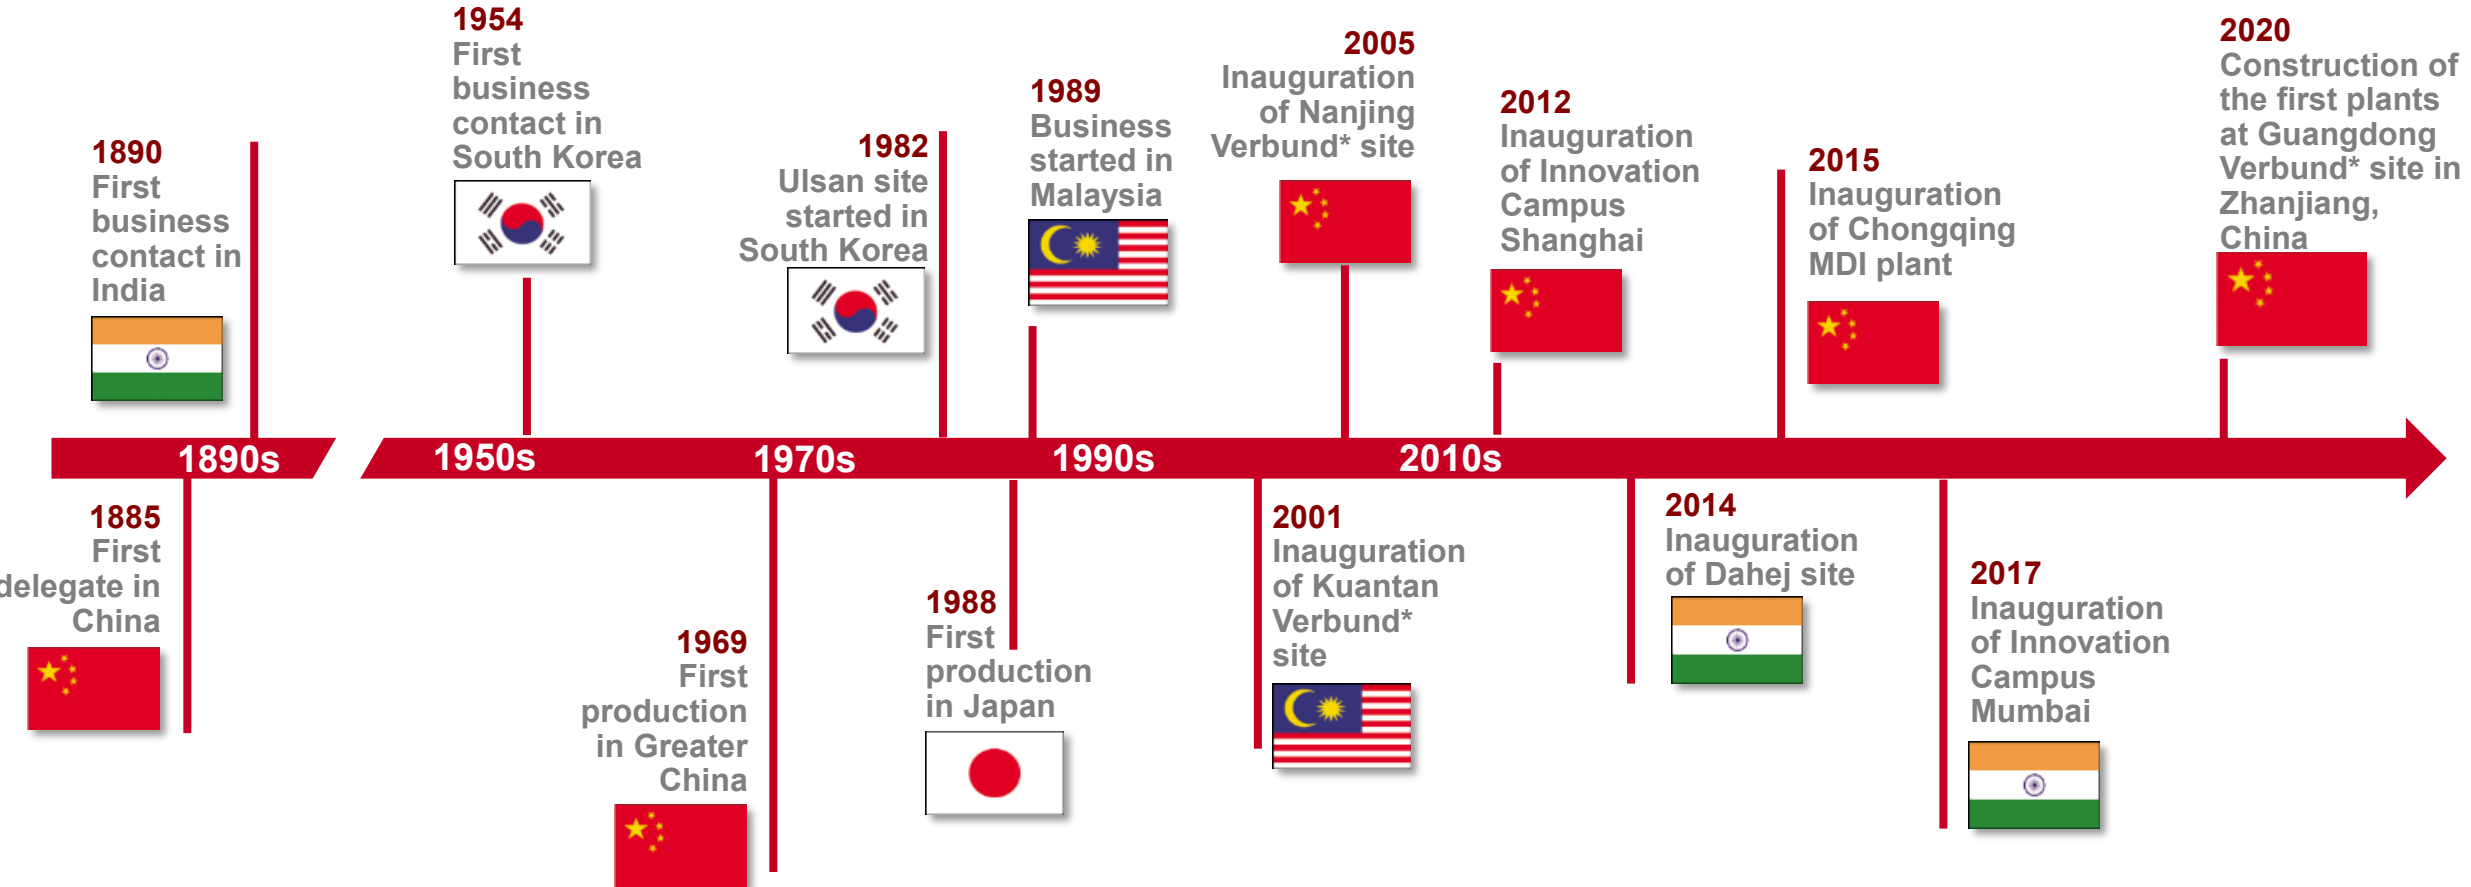 1890
First
business
contact in
India
1954
First
business
contact in
South Korea
1982
Ulsan site
started in
South Korea
1989
Business
started in
Malaysia
2005
Inauguration
of Nanjing
Verbund* site
2012
Inauguration
of Innovation
Campus
Shanghai
2015
Inauguration
of Chongqing
MDI plant
2020
Construction of
the first plants
at Guangdong
Verbund* site in
Zhanjiang,
China
1890s
1950s
1970s
1990s
2010s
1885
First
delegate in
China
1969
First
production
in Greater
China
1988
First
production
in Japan
2001
Inauguration
of Kuantan
Verbund*
site
2014
Inauguration
of Dahej site
2017
Inauguration
of Innovation
Campus
Mumbai